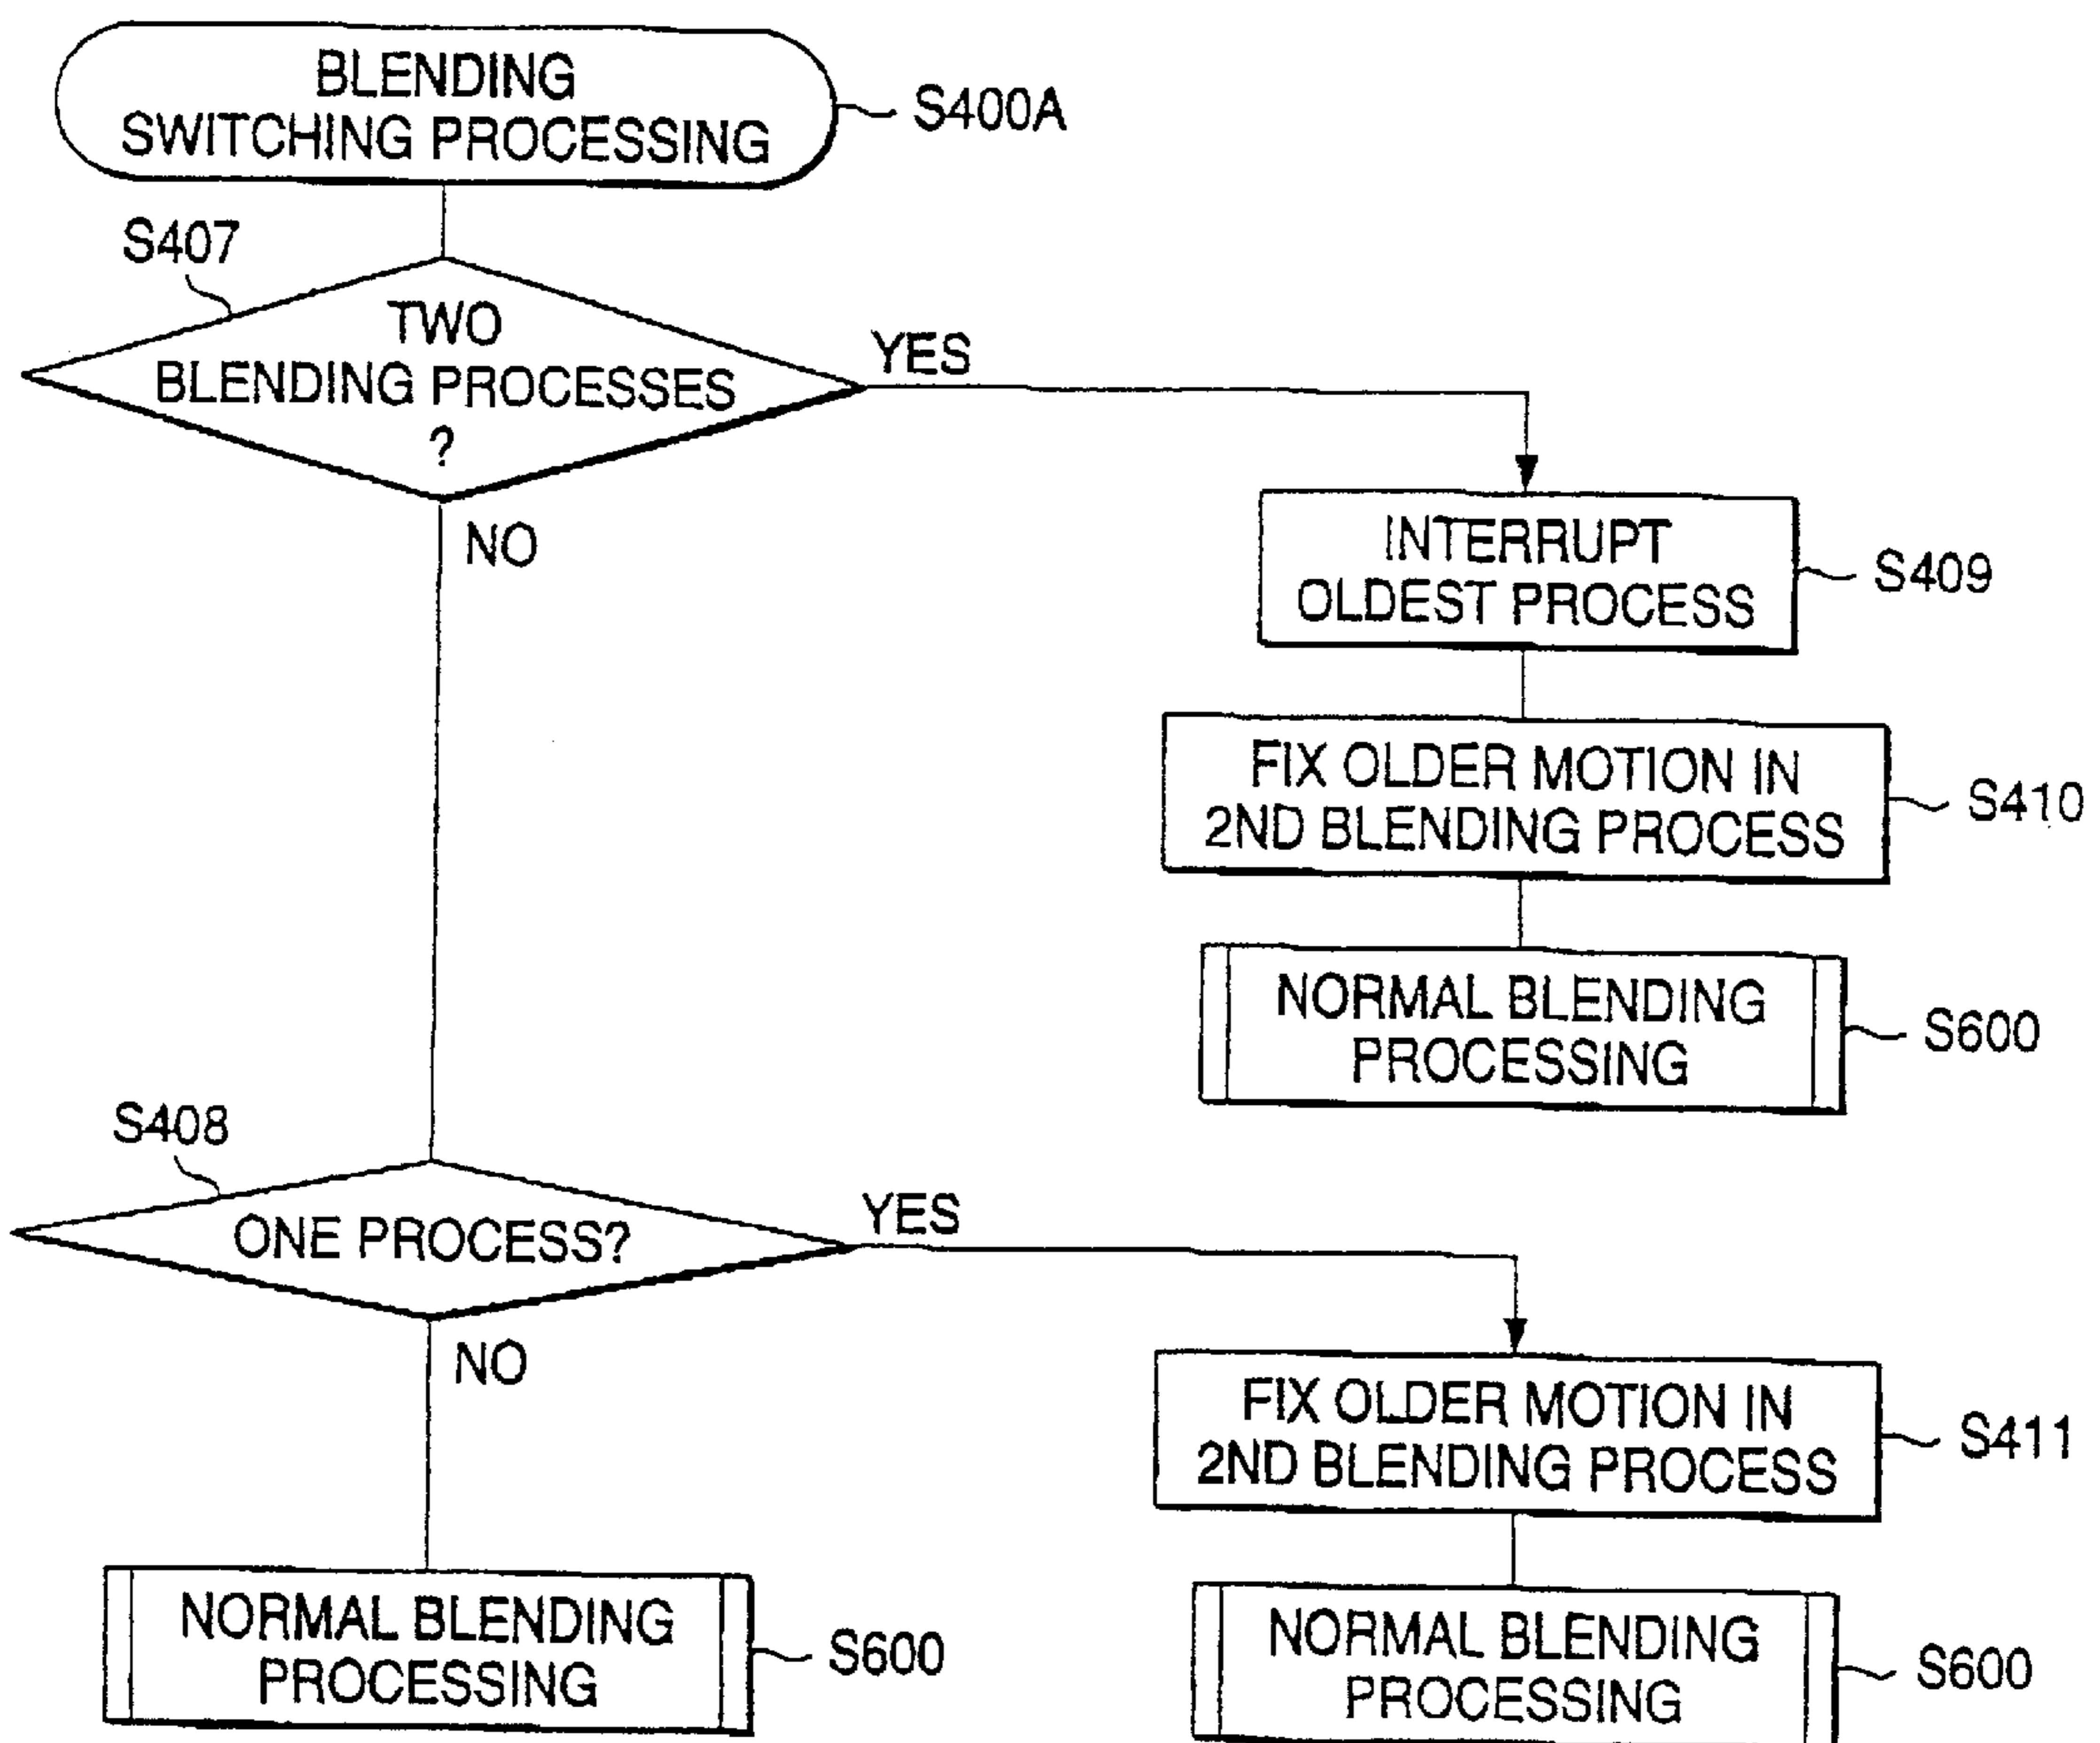 BLENDING
SWITCHING PROCESSING
S400A
S407
TWO
BLENDING PROCESSES
?
YES
NO
INTERRUPT
OLDEST PROCESS
S409
FIX OLDER MOTION IN
2ND BLENDING PROCESS
S410
NORMAL BLENDING
PROCESSING
S600
S408
ONE PROCESS?
YES
NO
FIX OLDER MOTION IN
2ND BLENDING PROCESS
S411
NORMAL BLENDING
PROCESSING
S600
NORMAL BLENDING
PROCESSING
S600